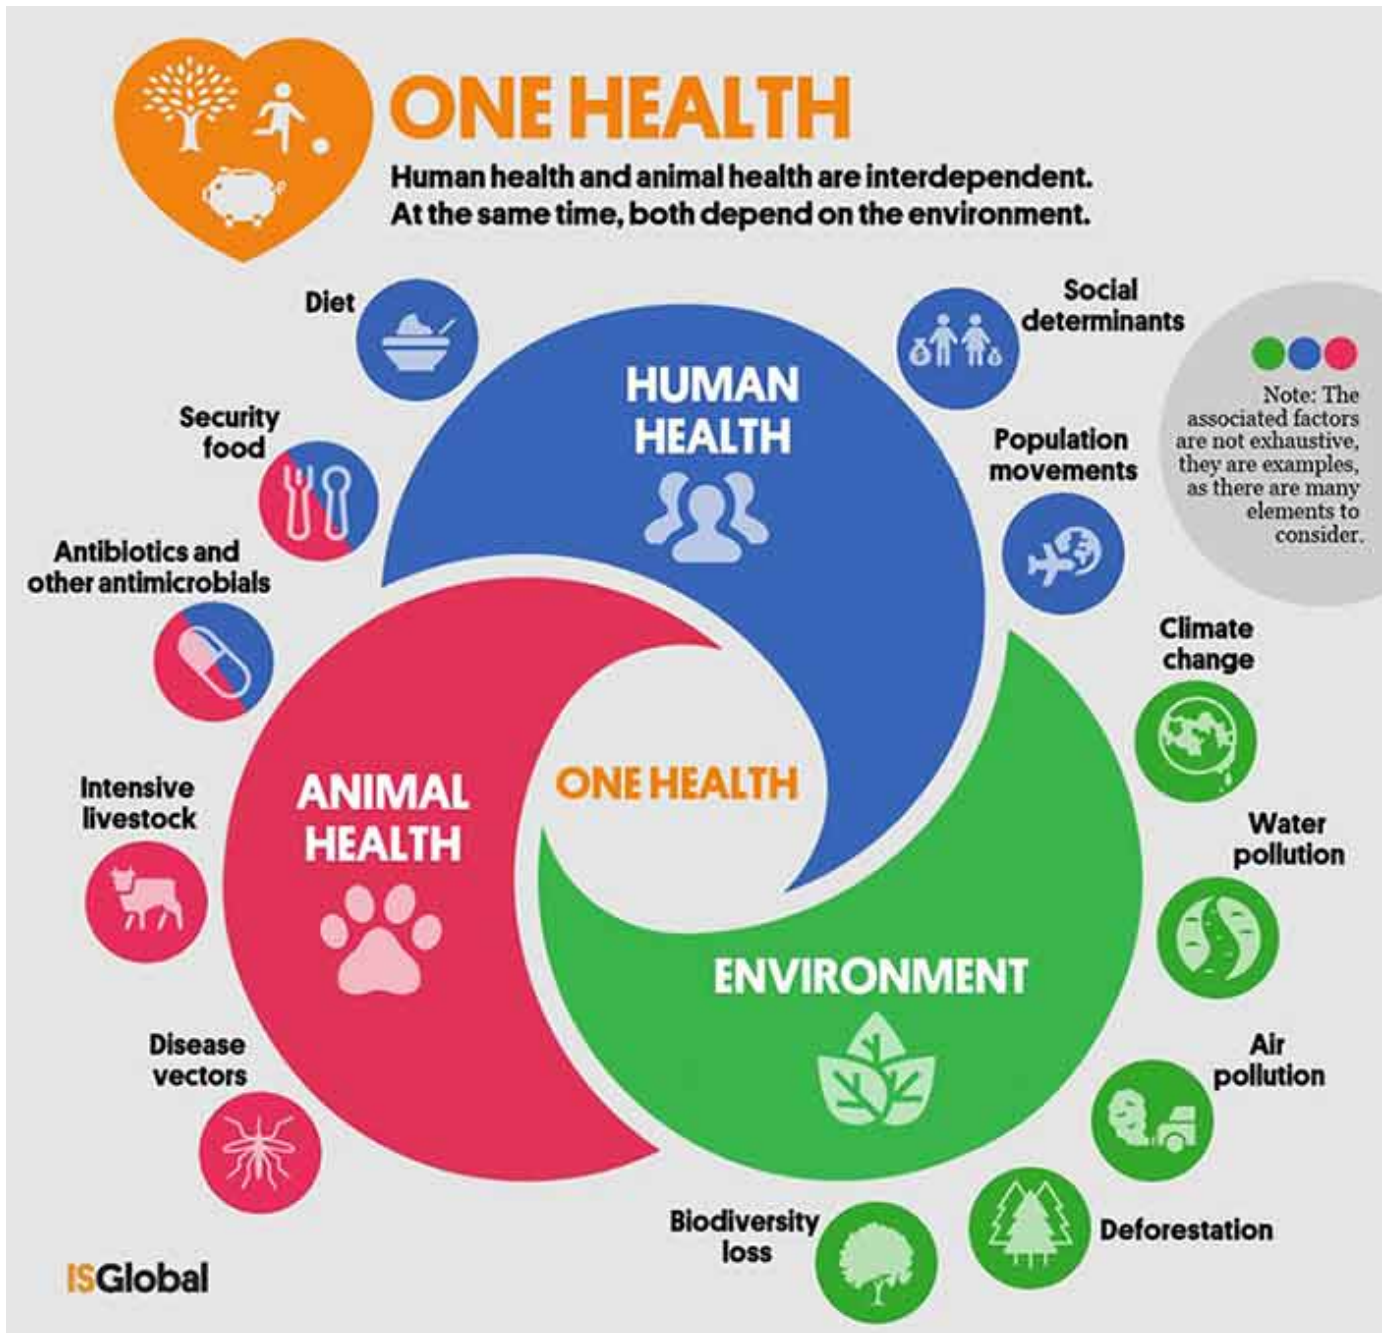 ONE HEALTH
Human health and animal health are interdependent.
At the same time, both depend on the environment.
Diet
Social
determinants
Security
food
Population
movements
Note: The
associated factors
are not exhaustive,
they are examples,
as there are many
elements to
consider.
HUMAN
HEALTH
Antibiotics and
other antimicrobials
Climate
change
Intensive
livestock
ANIMAL
HEALTH
ONE HEALTH
Water
pollution
ENVIRONMENT
Disease
vectors
Air
pollution
Biodiversity
loss
Deforestation
ISGlobal